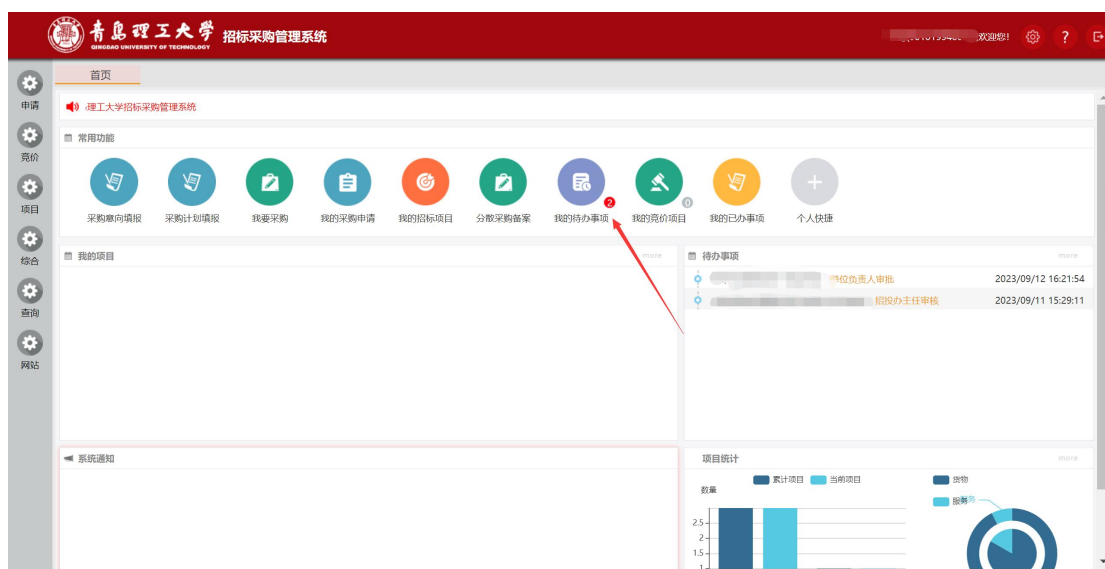 青岛理工大学 招标采购管理系统
QINGDAO UNIVERSITY OF TECHNOLOGY
欢迎您!
?
首页
申请
竞价
项目
综合
查询
网站
理工大学招标采购管理系统
常用功能
采购意向填报
采购计划填报
我要采购
我的采购申请
我的招标项目
分散采购备案
我的待办事项
2
我的竞价项目
0
我的已办事项
个人快捷
我的项目
more
待办事项
more
单位负责人审批 2023/09/12 16:21:54
招投办主任审核 2023/09/11 15:29:11
系统通知
项目统计
more
累计项目 当前项目
货物
数量
服务
服务
2.5
2
1.5
1